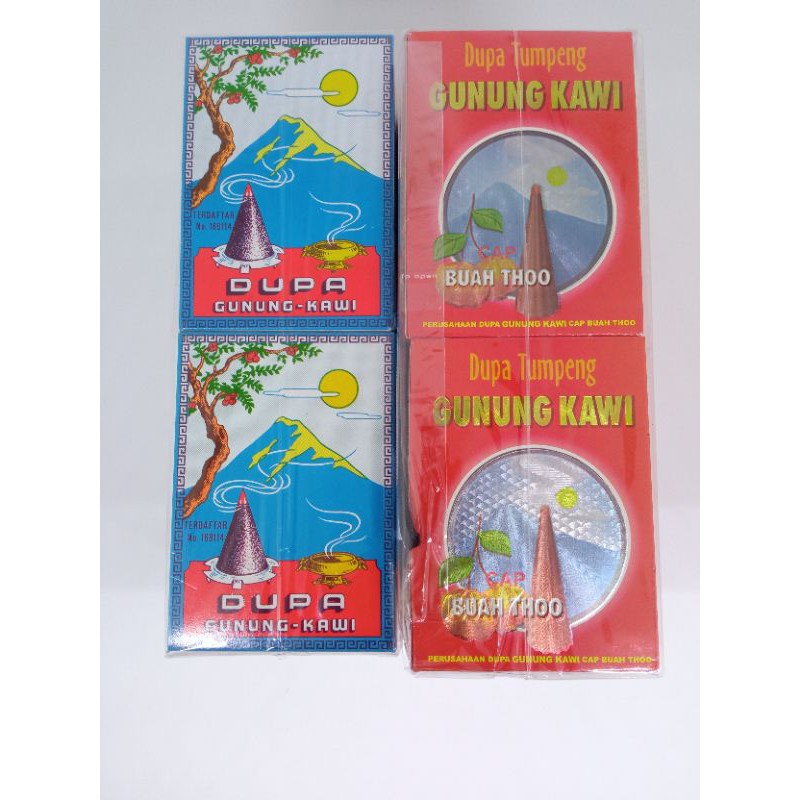 TERDAFTAR
No. 169114
DUPA
GUNUNG-KAWI
Dupa Tumpeng
GUNUNG KAWI
CAP
BUAH THOO
PERUSAHAAN DUPA GUNUNG KAWI CAP BUAH THOO
TERDAFTAR
No. 169114
DUPA
GUNUNG-KAWI
Dupa Tumpeng
GUNUNG KAWI
CAP
BUAH THOO
PERUSAHAAN DUPA GUNUNG KAWI CAP BUAH THOO